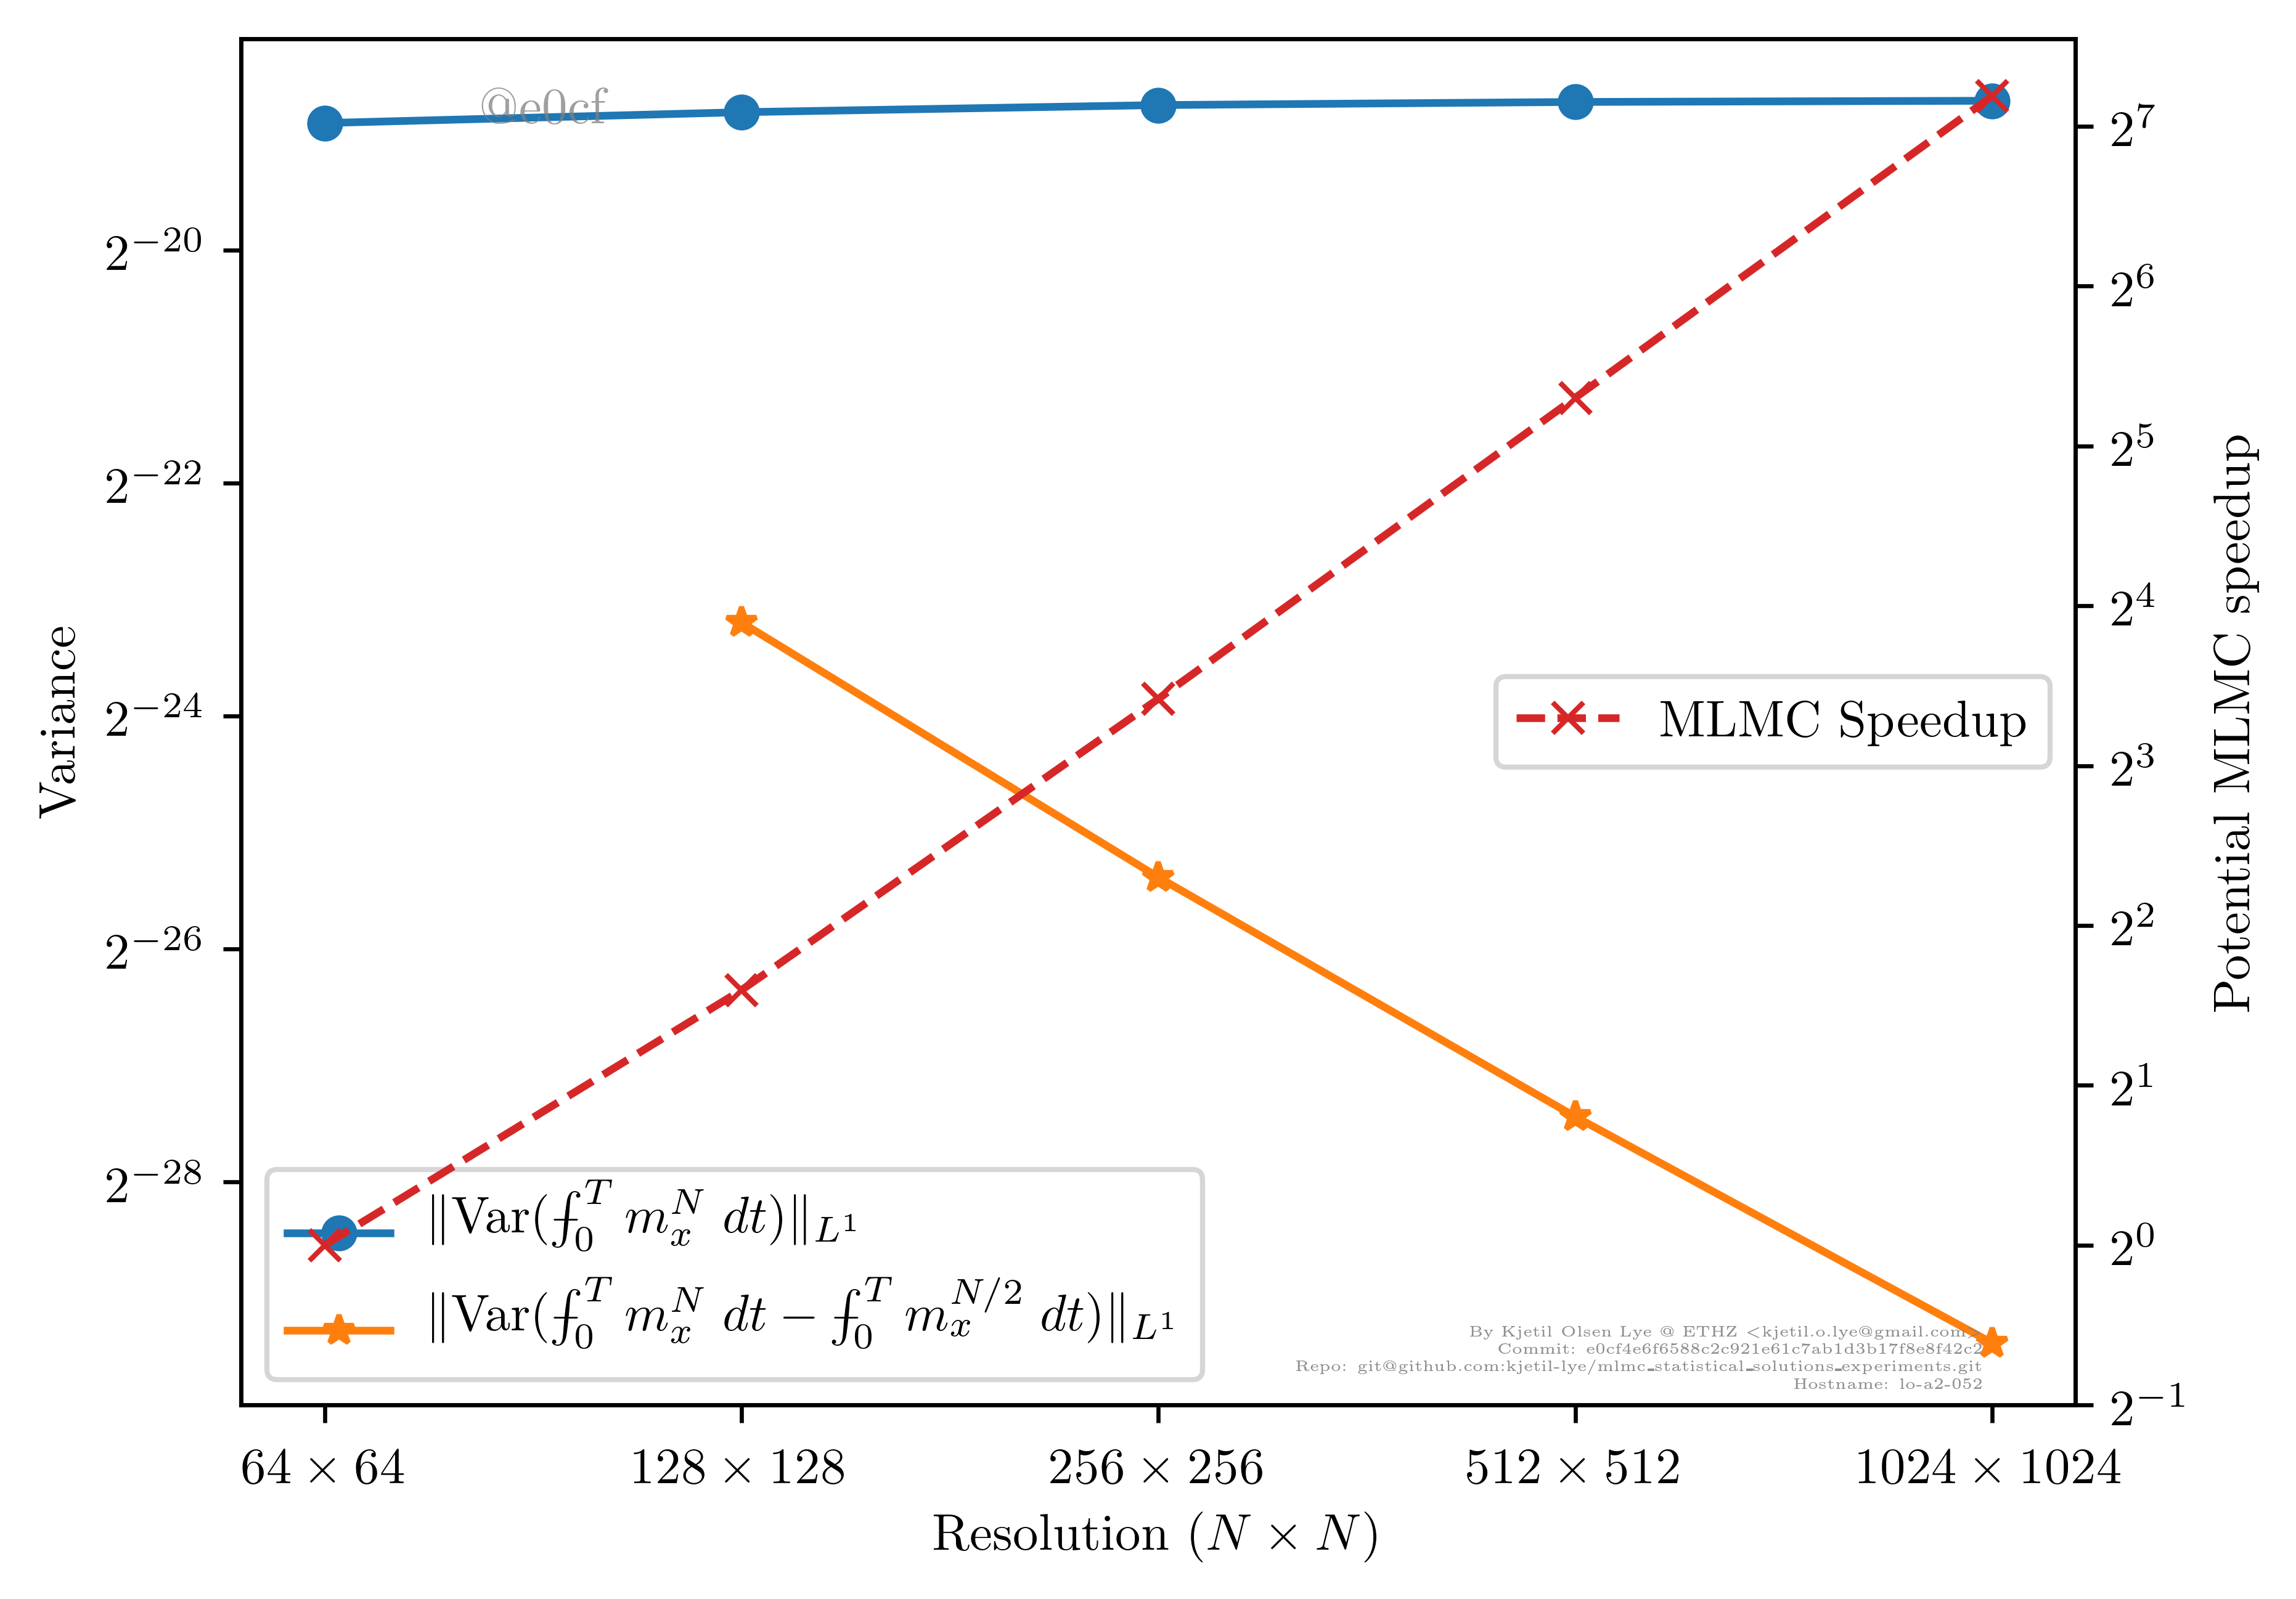 @e0cf
2^{-20}
2^{-22}
2^{-24}
2^{-26}
2^{-28}
Variance
2^7
2^6
2^5
2^4
2^3
2^2
2^1
2^0
2^{-1}
Potential MLMC speedup
MLMC Speedup
‖Var(⨍_0^T m_x^N dt)‖_{L^1}
‖Var(⨍_0^T m_x^N dt − ⨍_0^T m_x^{N/2} dt)‖_{L^1}
By Kjetil Olsen Lye @ ETHZ <kjetil.o.lye@gmail.com>
Commit: e0cf4e6f6588c2c921e61c7ab1d3b17f8e8f42c2
Repo: git@github.com:kjetil-lye/mlmc_statistical_solutions_experiments.git
Hostname: lo-a2-052
64 × 64 128 × 128 256 × 256 512 × 512 1024 × 1024
Resolution (N × N)